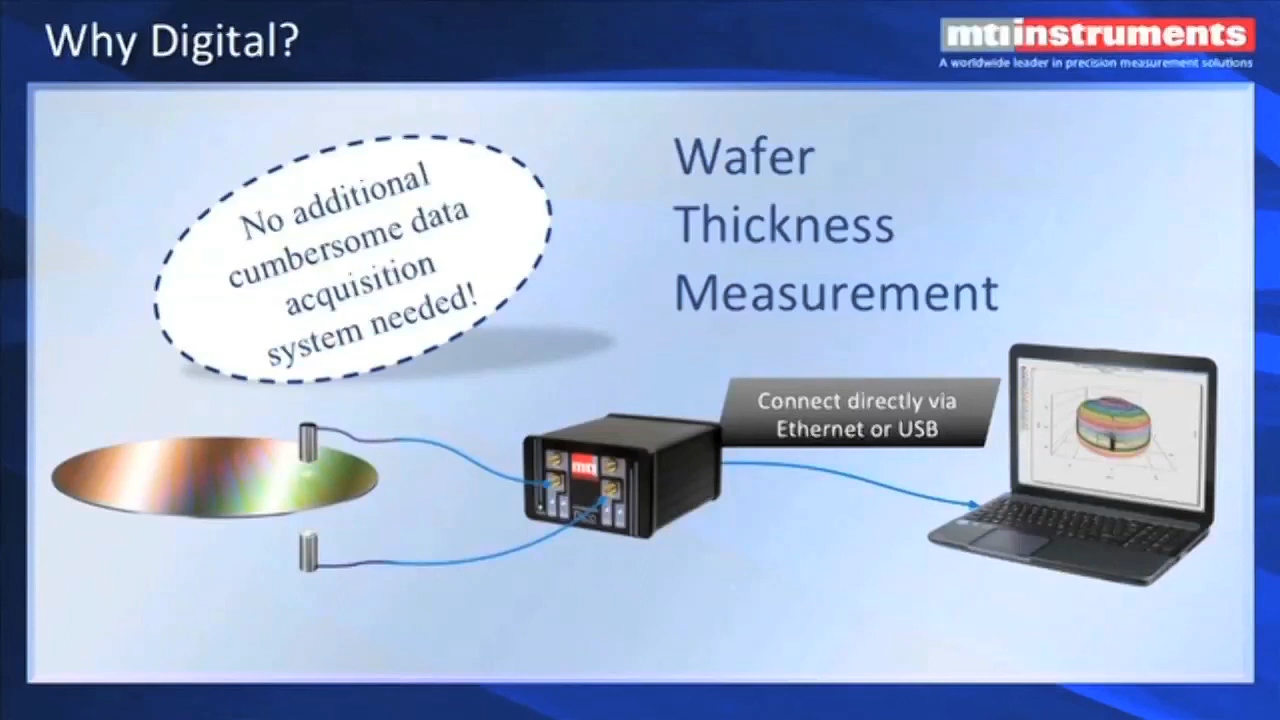 Why Digital?
mtiinstruments
A worldwide leader in precision measurement solutions
No additional
cumbersome data
acquisition
system needed!
Wafer
Thickness
Measurement
Connect directly via
Ethernet or USB
mti